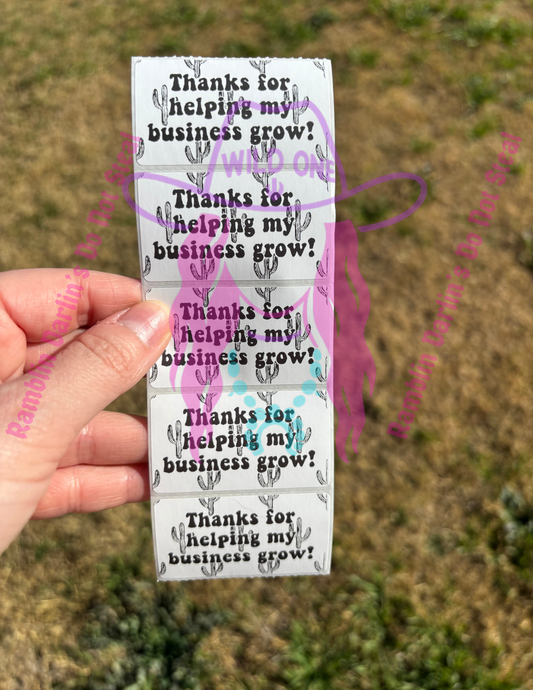 Thanks for
helping my
business grow!
WILD ONE
Thanks for
helping my
business grow!
Thanks for
helping my
business grow!
Thanks for
helping my
business grow!
Thanks for
helping my
business grow!
Ramblin Darlin's Do Not Steal
Ramblin Darlin's Do Not Steal